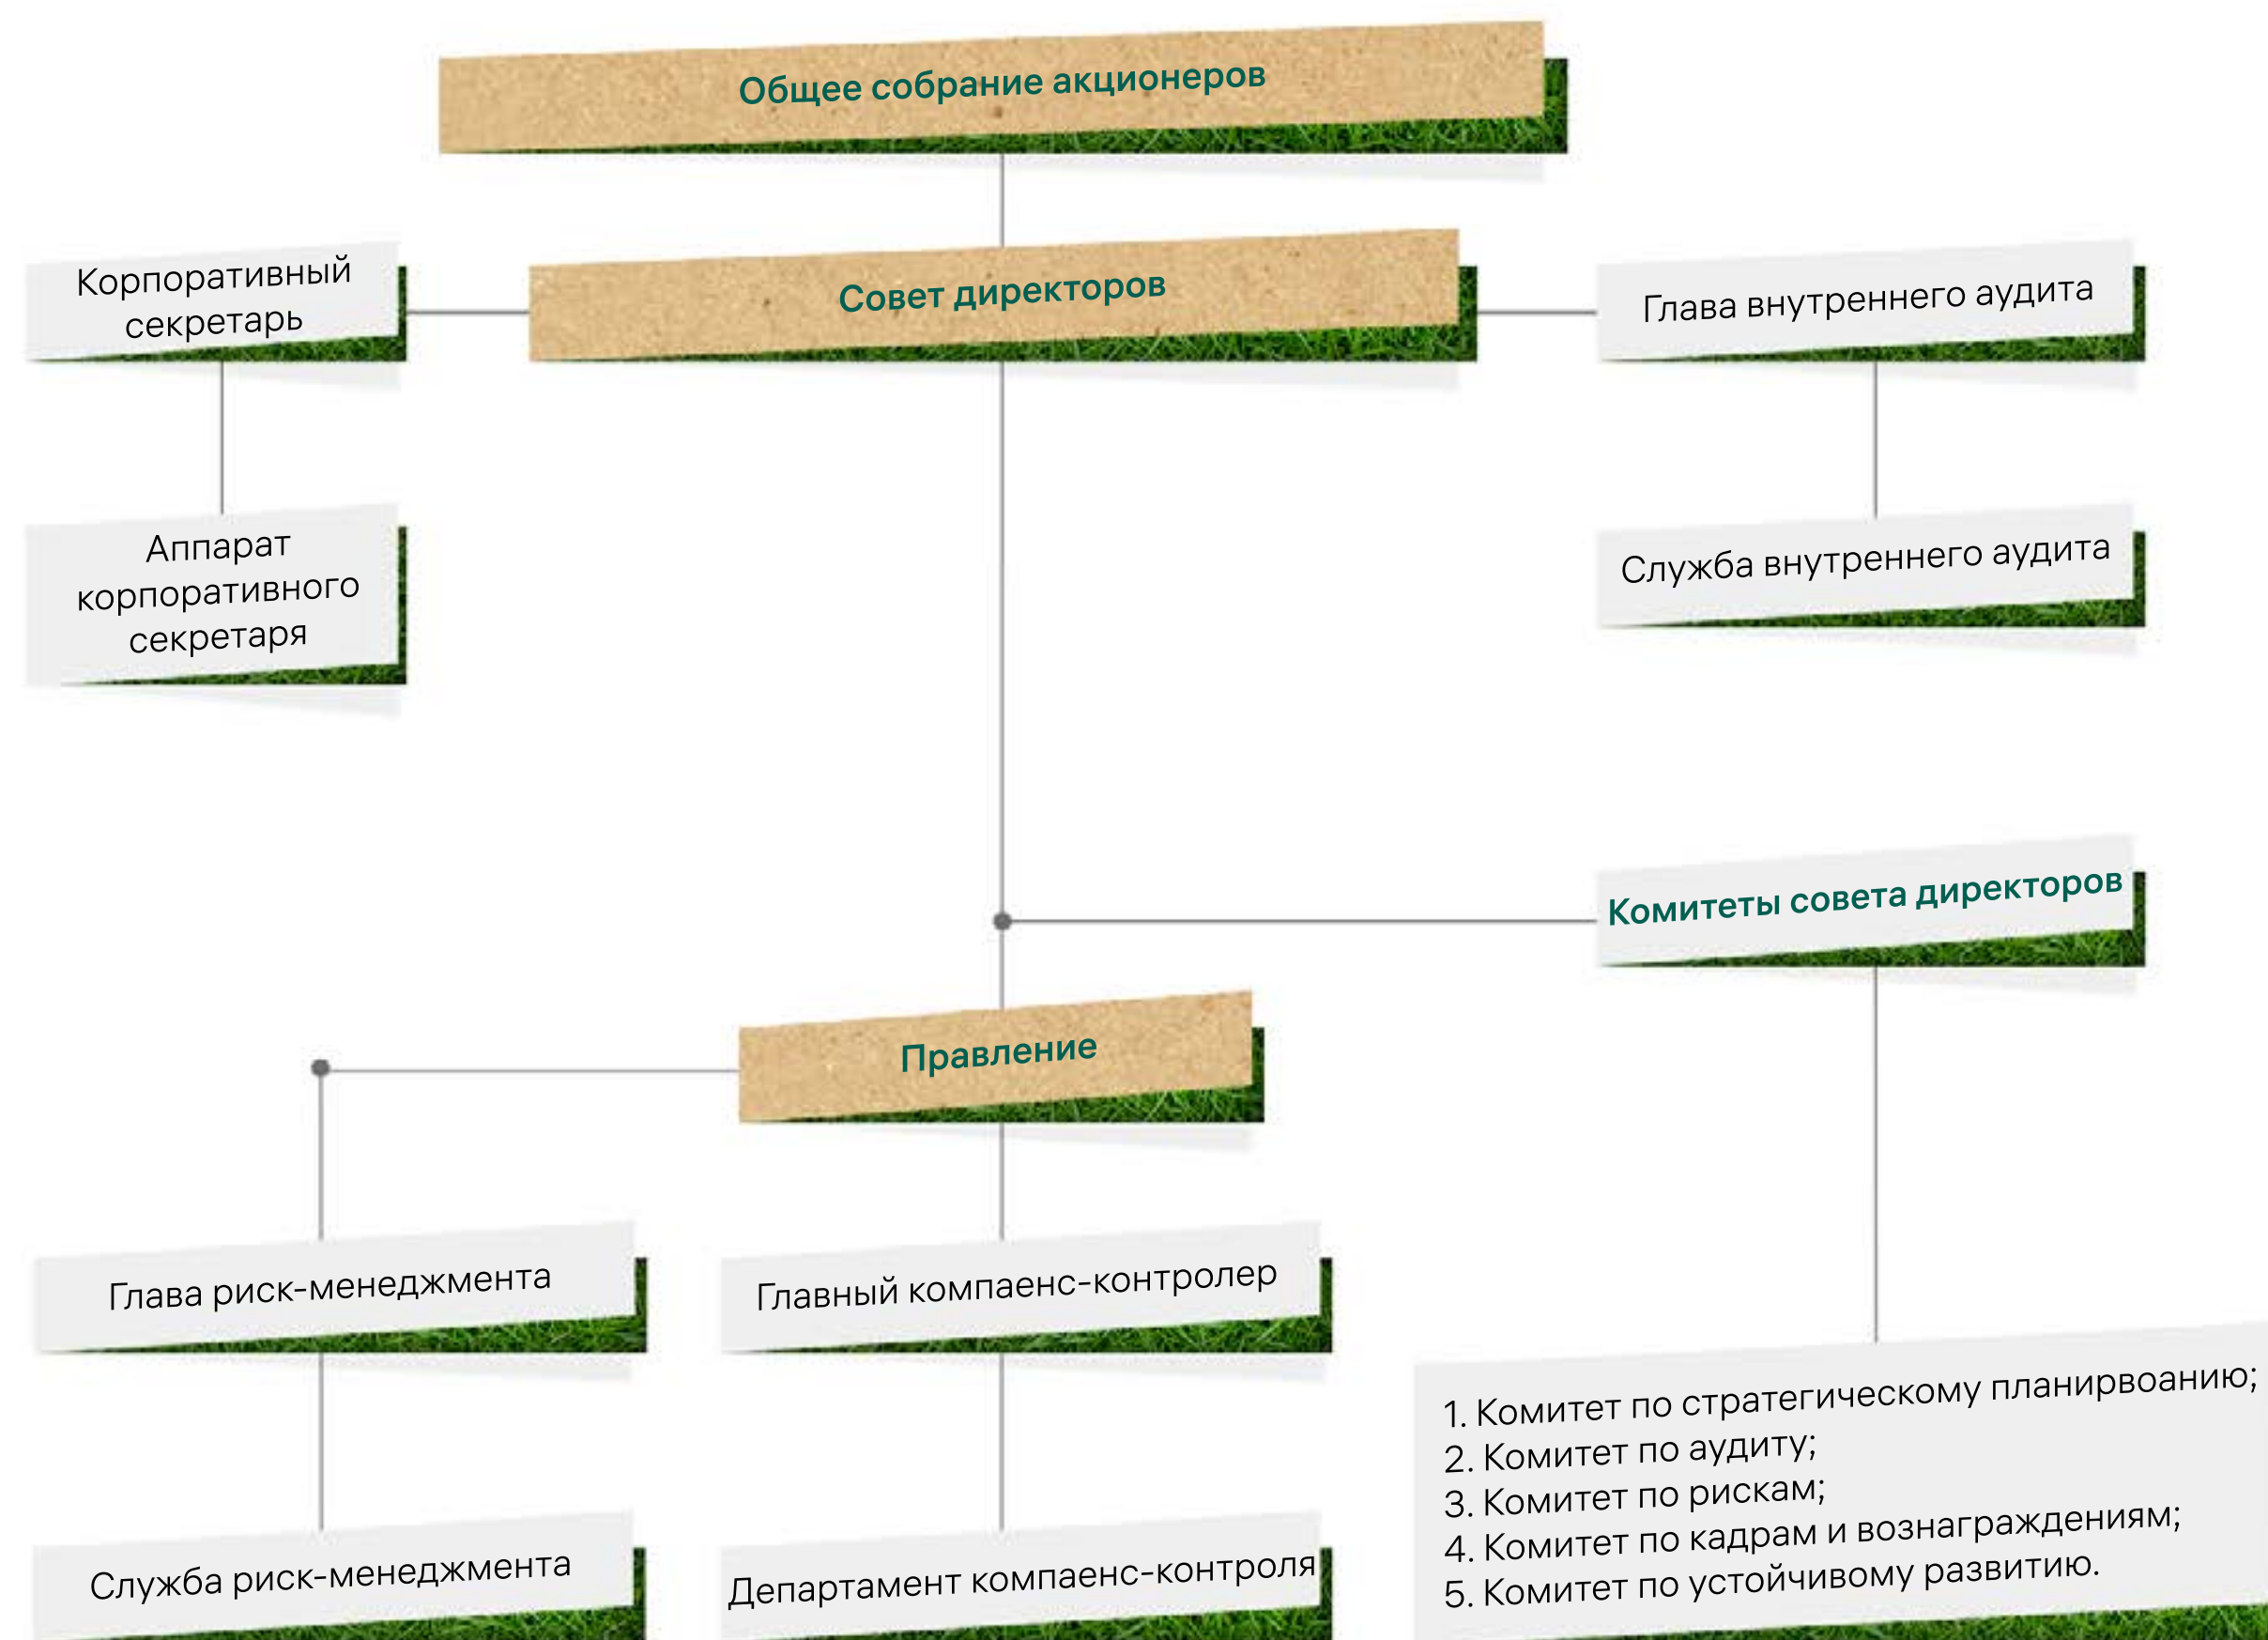 Общее собрание акционеров
Корпоративный
секретарь
Совет директоров
Глава внутреннего аудита
Аппарат
корпоративного
секретаря
Служба внутреннего аудита
Комитеты совета директоров
Правление
Глава риск-менеджмента
Главный компаенс-контролер
1. Комитет по стратегическому планирвоанию;
2. Комитет по аудиту;
3. Комитет по рискам;
4. Комитет по кадрам и вознаграждениям;
5. Комитет по устойчивому развитию.
Служба риск-менеджмента
Департамент компаенс-контроля